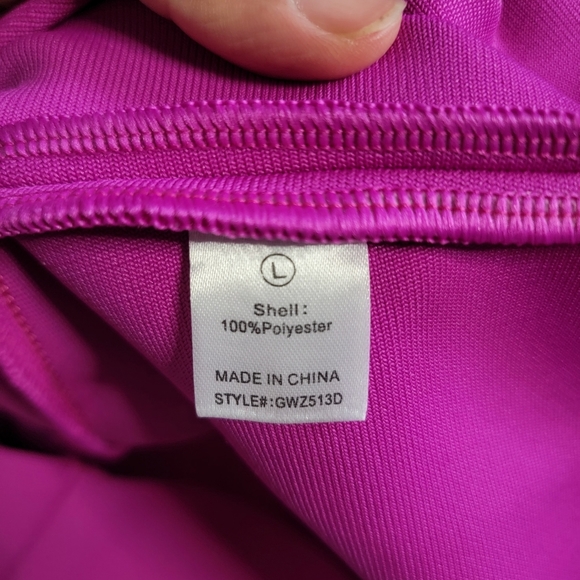 L
Shell:
100%Polyester
MADE IN CHINA
STYLE#:GWZ513D